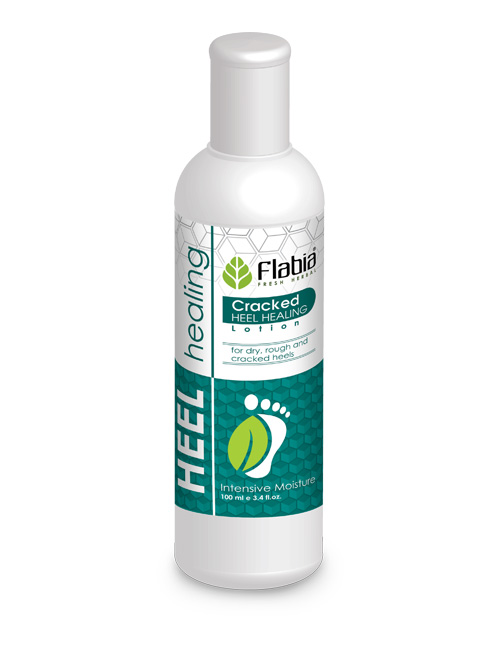 HEEL healing
Flabia®
FRESH HERBAL
Cracked
HEEL HEALING
Lotion
for dry, rough and
cracked heels
Intensive Moisture
100 ml e 3.4 fl.oz.